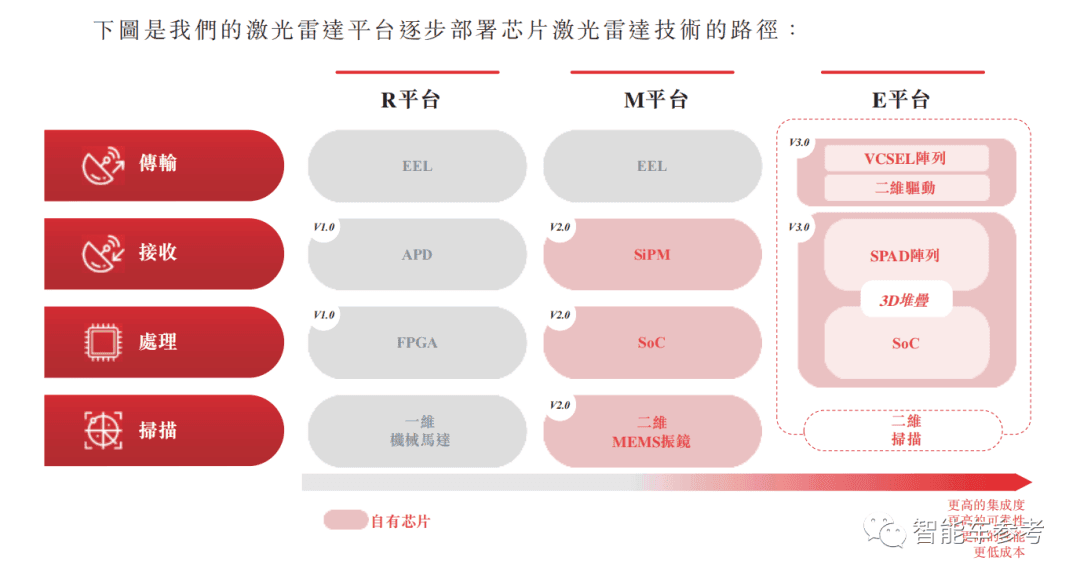 下圖是我們的激光雷達平台逐步部署芯片激光雷達技術的路徑：
R平台
M平台
E平台
傳輸
EEL
EEL
V3.0
VCSEL陣列
二維驅動
接收
V1.0
APD
V2.0
SiPM
V3.0
SPAD陣列
3D堆疊
處理
V1.0
FPGA
V2.0
SoC
SoC
掃描
一維
機械馬達
V2.0
二維
MEMS振鏡
二維
掃描
自有芯片
更高的集成度
更高的可靠性
更低成本
智能车参考